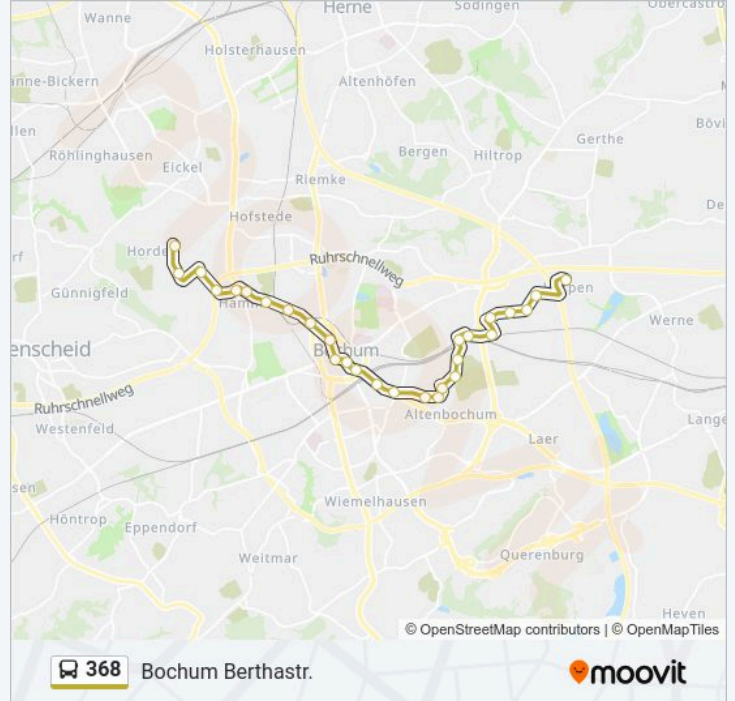 Herne
Sodingen
Obercastro
Wanne
Holsterhausen
anne-Bickern
Altenhöfen
llen
Bövi
Gerthe
Röhlinghausen
Eickel
Bergen
Hiltrop
Riemke
De
Hofstede
rf
Horde
Ruhrschnellweg
Günnigfeld
pen
Hamm
Werne
enscheid
Bochum
Ruhrschnellweg
Altenbochum
Lange
Westenfeld
Laer
sen
Wiemelhausen
Höntrop
Eppendorf
Weitmar
Querenburg
Heven
© OpenStreetMap contributors | © OpenMapTiles
368 Bochum Berthastr.
moovit